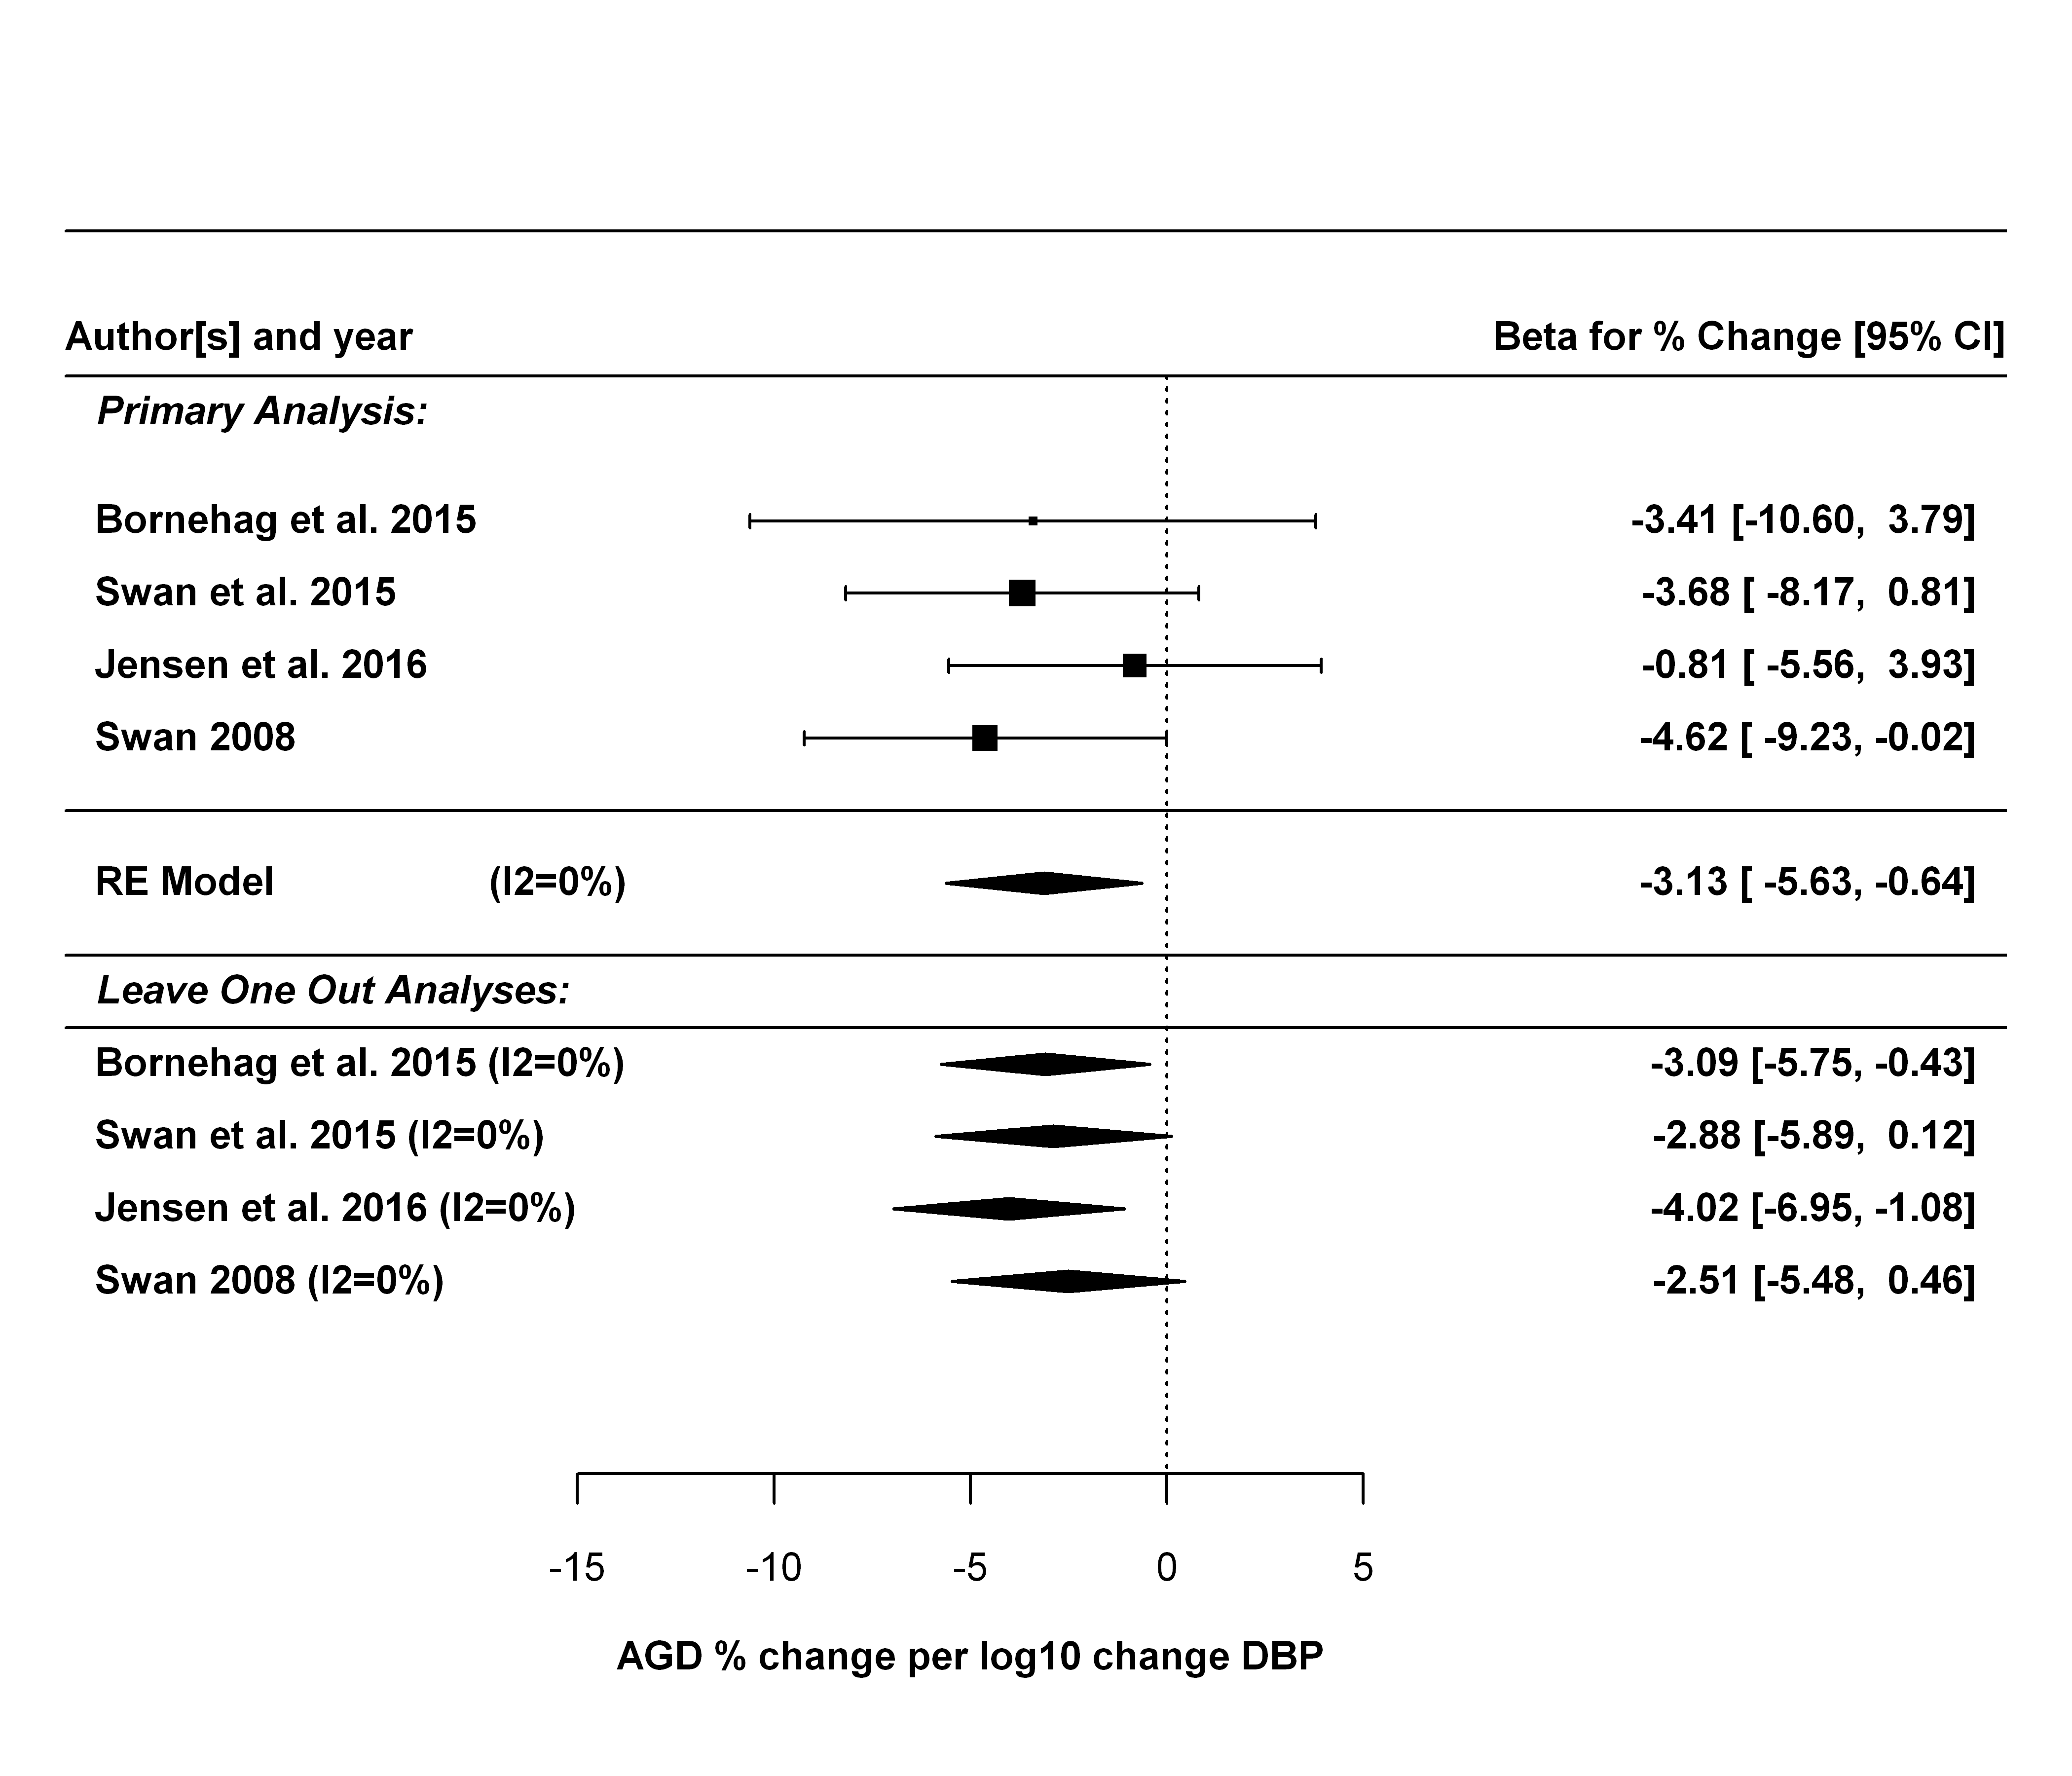 Author[s] and year Beta for % Change [95% CI]
Primary Analysis:
Bornehag et al. 2015 -3.41 [-10.60, 3.79]
Swan et al. 2015 -3.68 [ -8.17, 0.81]
Jensen et al. 2016 -0.81 [ -5.56, 3.93]
Swan 2008 -4.62 [ -9.23, -0.02]
RE Model (I2=0%) -3.13 [ -5.63, -0.64]
Leave One Out Analyses:
Bornehag et al. 2015 (I2=0%) -3.09 [-5.75, -0.43]
Swan et al. 2015 (I2=0%) -2.88 [-5.89, 0.12]
Jensen et al. 2016 (I2=0%) -4.02 [-6.95, -1.08]
Swan 2008 (I2=0%) -2.51 [-5.48, 0.46]
-15 -10 -5 0 5
AGD % change per log10 change DBP